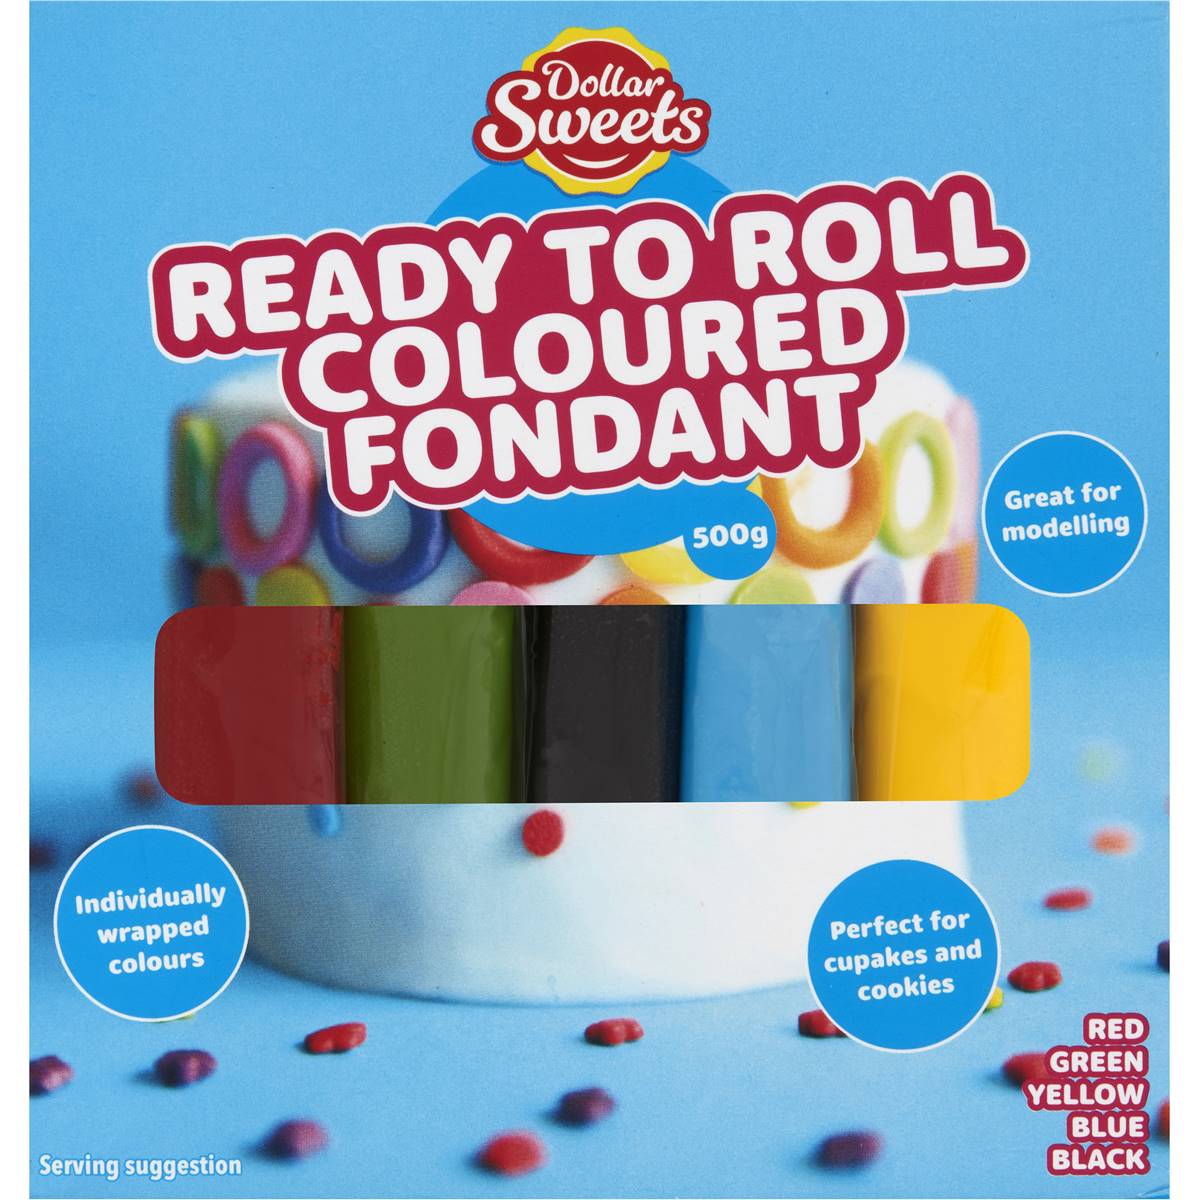 Dollar
Sweets
READY TO ROLL
COLOURED
FONDANT
500g
Great for
modelling
Individually
wrapped
colours
Perfect for
cupakes and
cookies
RED
GREEN
YELLOW
BLUE
BLACK
Serving suggestion